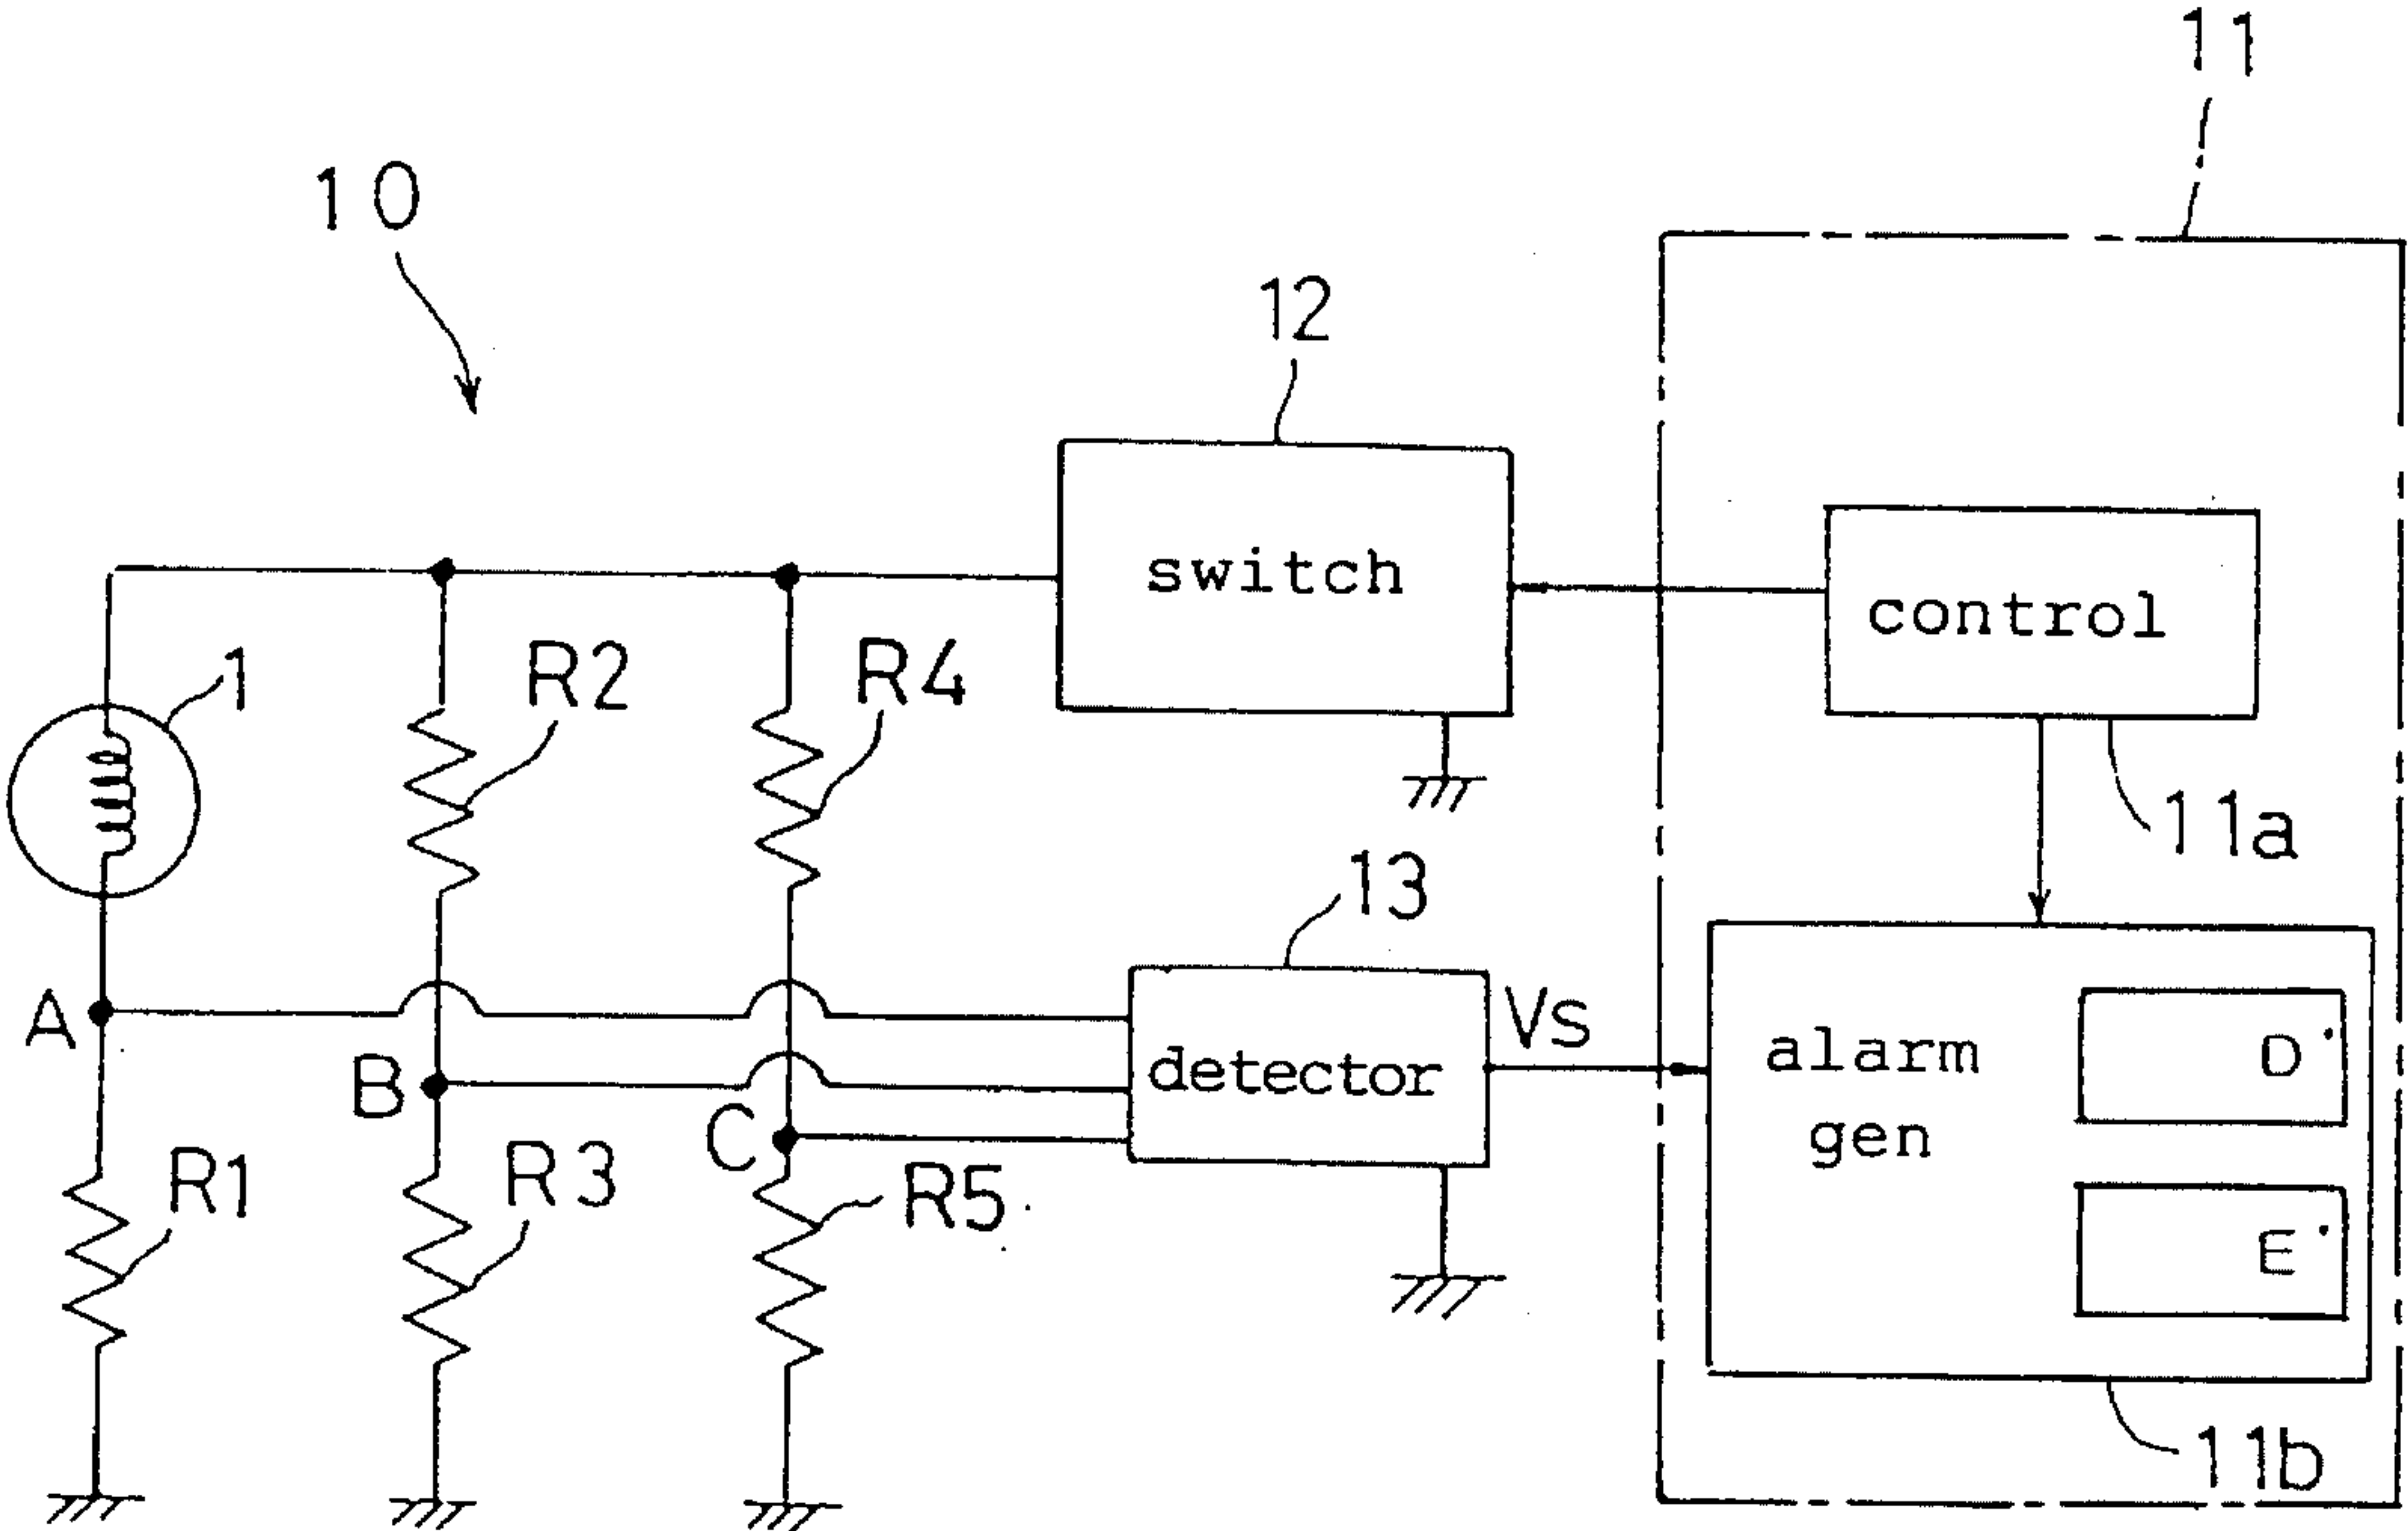 11
10
12
switch
control
1
R2
R4
11a
13
A
B
C
detector
Vs
alarm
gen
D
E
R1
R3
R5
11b